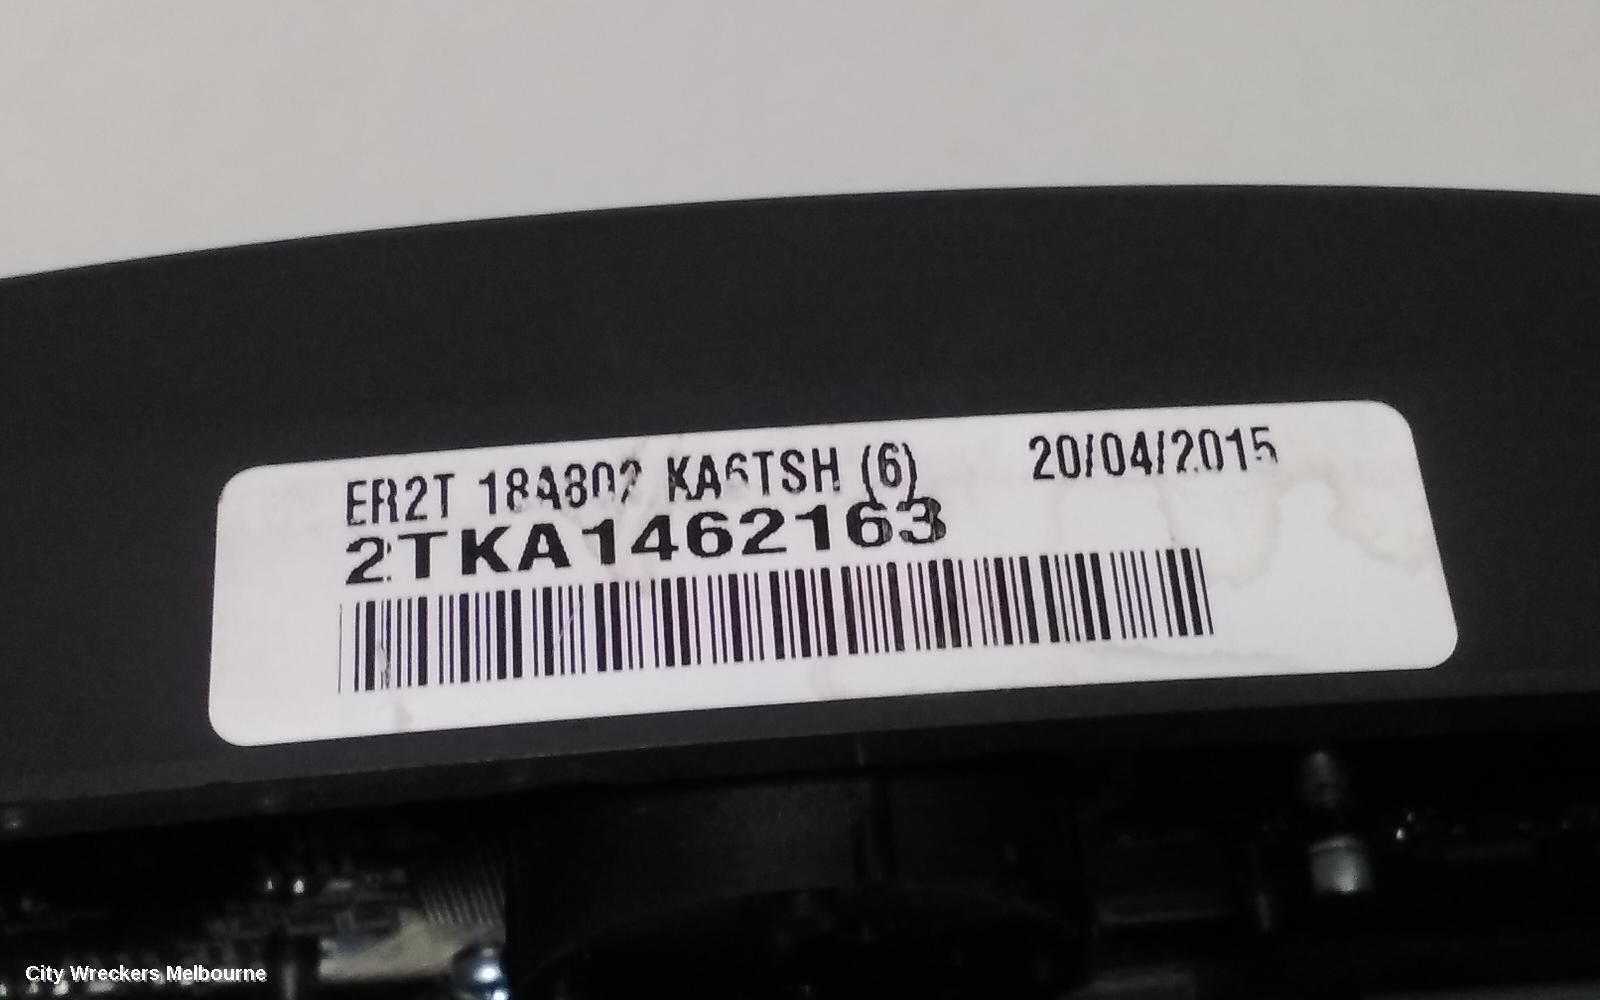 ER2T 18A802 KA6TSH (6) 20/04/2015
2TKA1462163
City Wreckers Melbourne